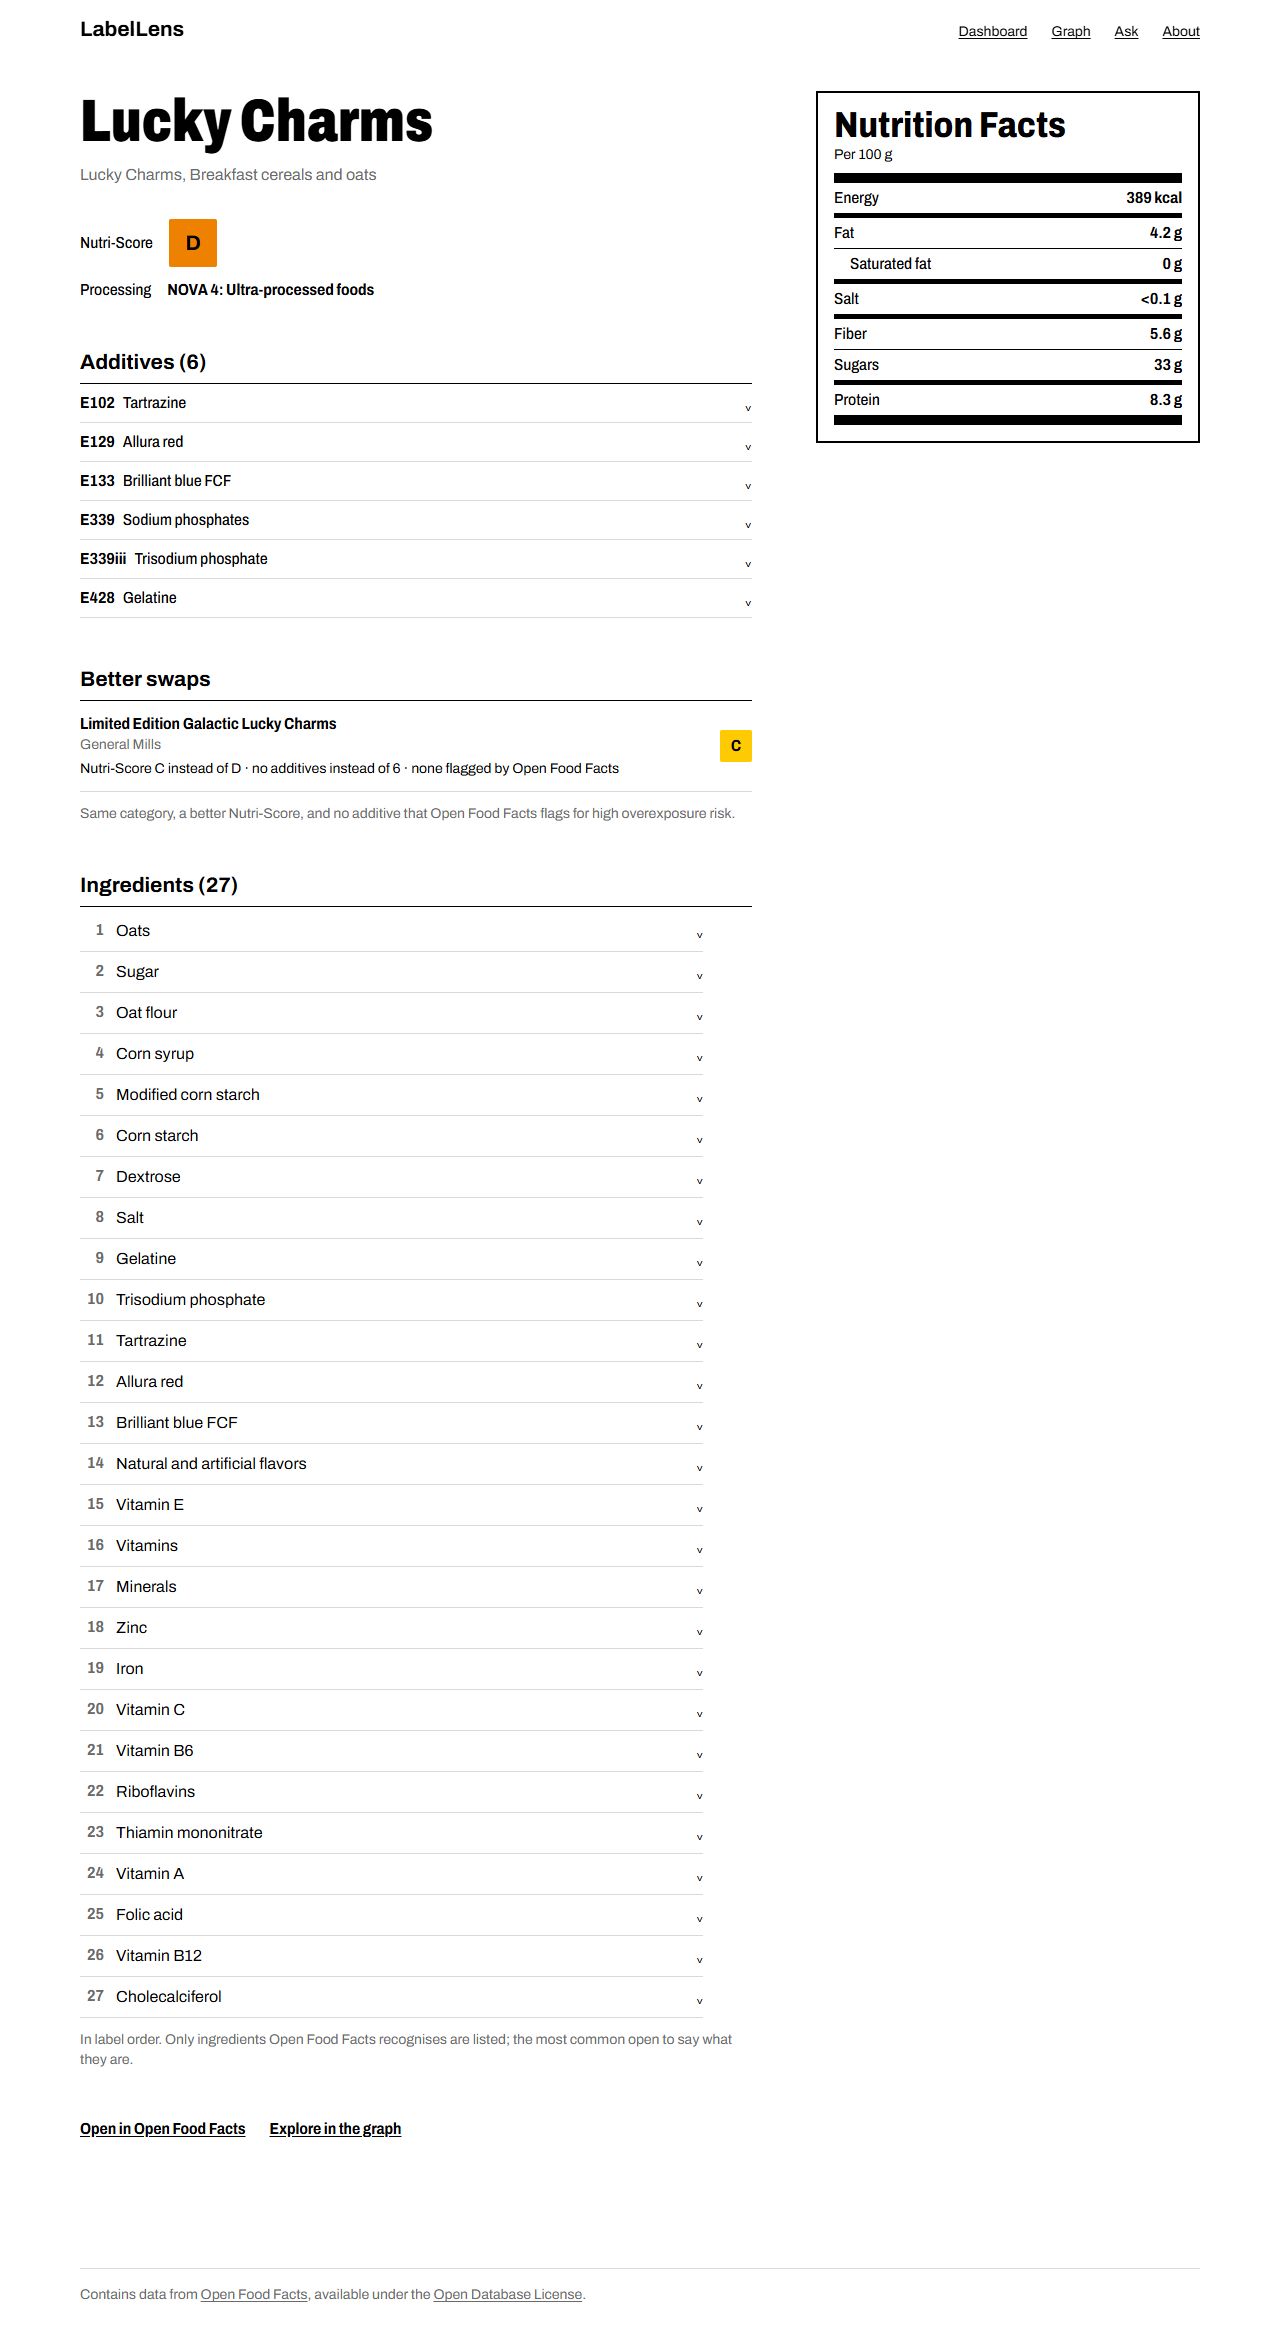 LabelLens
Dashboard Graph Ask About
Lucky Charms
Lucky Charms, Breakfast cereals and oats
Nutri-Score D
Processing NOVA 4: Ultra-processed foods
Additives (6)
E102 Tartrazine v
E129 Allura red v
E133 Brilliant blue FCF v
E339 Sodium phosphates v
E339iii Trisodium phosphate v
E428 Gelatine v
Better swaps
Limited Edition Galactic Lucky Charms
General Mills
C
Nutri-Score C instead of D · no additives instead of 6 · none flagged by Open Food Facts
Same category, a better Nutri-Score, and no additive that Open Food Facts flags for high overexposure risk.
Ingredients (27)
1 Oats v
2 Sugar v
3 Oat flour v
4 Corn syrup v
5 Modified corn starch v
6 Corn starch v
7 Dextrose v
8 Salt v
9 Gelatine v
10 Trisodium phosphate v
11 Tartrazine v
12 Allura red v
13 Brilliant blue FCF v
14 Natural and artificial flavors v
15 Vitamin E v
16 Vitamins v
17 Minerals v
18 Zinc v
19 Iron v
20 Vitamin C v
21 Vitamin B6 v
22 Riboflavins v
23 Thiamin mononitrate v
24 Vitamin A v
25 Folic acid v
26 Vitamin B12 v
27 Cholecalciferol v
In label order. Only ingredients Open Food Facts recognises are listed; the most common open to say what
they are.
Open in Open Food Facts Explore in the graph
Nutrition Facts
Per 100 g
Energy 389 kcal
Fat 4.2 g
Saturated fat 0 g
Salt <0.1 g
Fiber 5.6 g
Sugars 33 g
Protein 8.3 g
Contains data from Open Food Facts, available under the Open Database License.